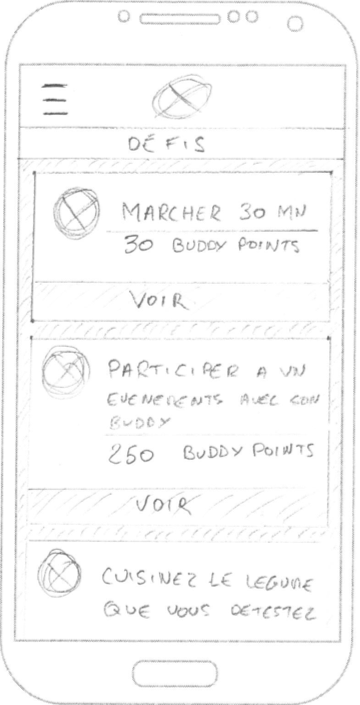 DÉFIS
MARCHER 30 MN
30 BUDDY POINTS
VOIR
PARTICIPER A UN
EVENEMENTS AVEC SON
BUDDY
250 BUDDY POINTS
VOIR
CUISINEZ LE LEGUME
QUE VOUS DETESTEZ